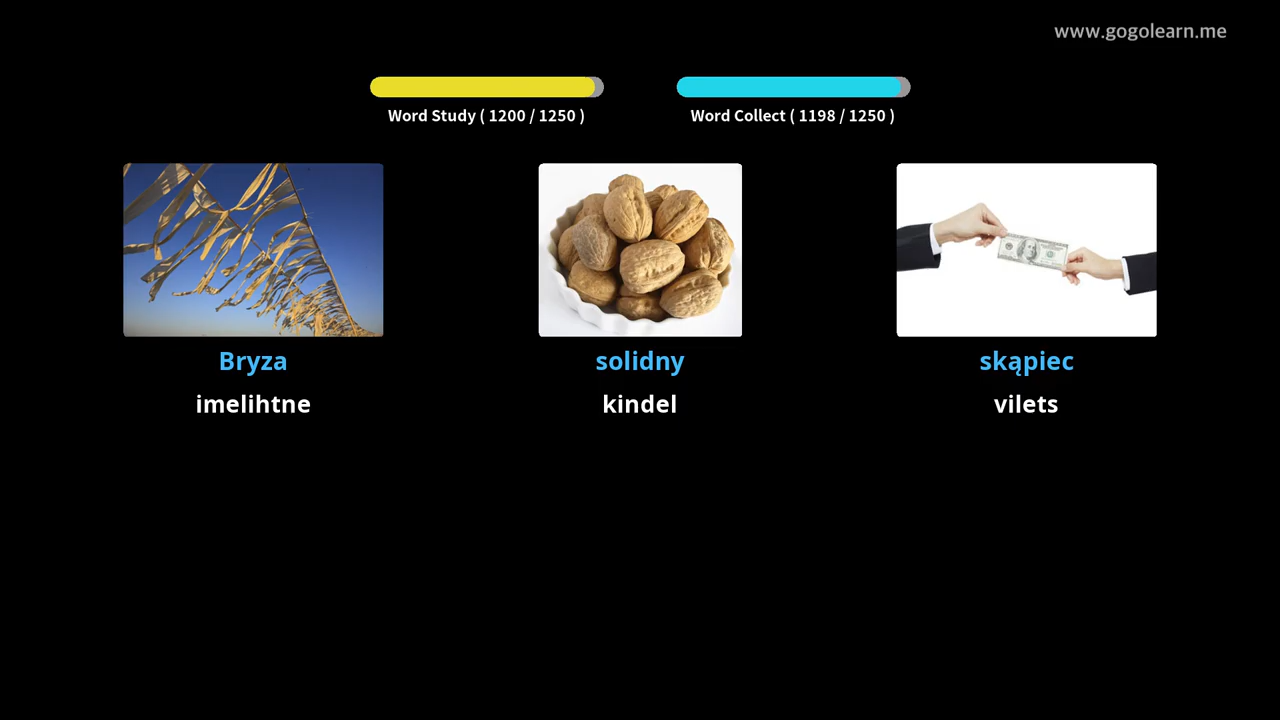 www.gogolearn.me
Word Study ( 1200 / 1250 )
Word Collect ( 1198 / 1250 )
Bryza
imelihtne
solidny
kindel
skąpiec
vilets